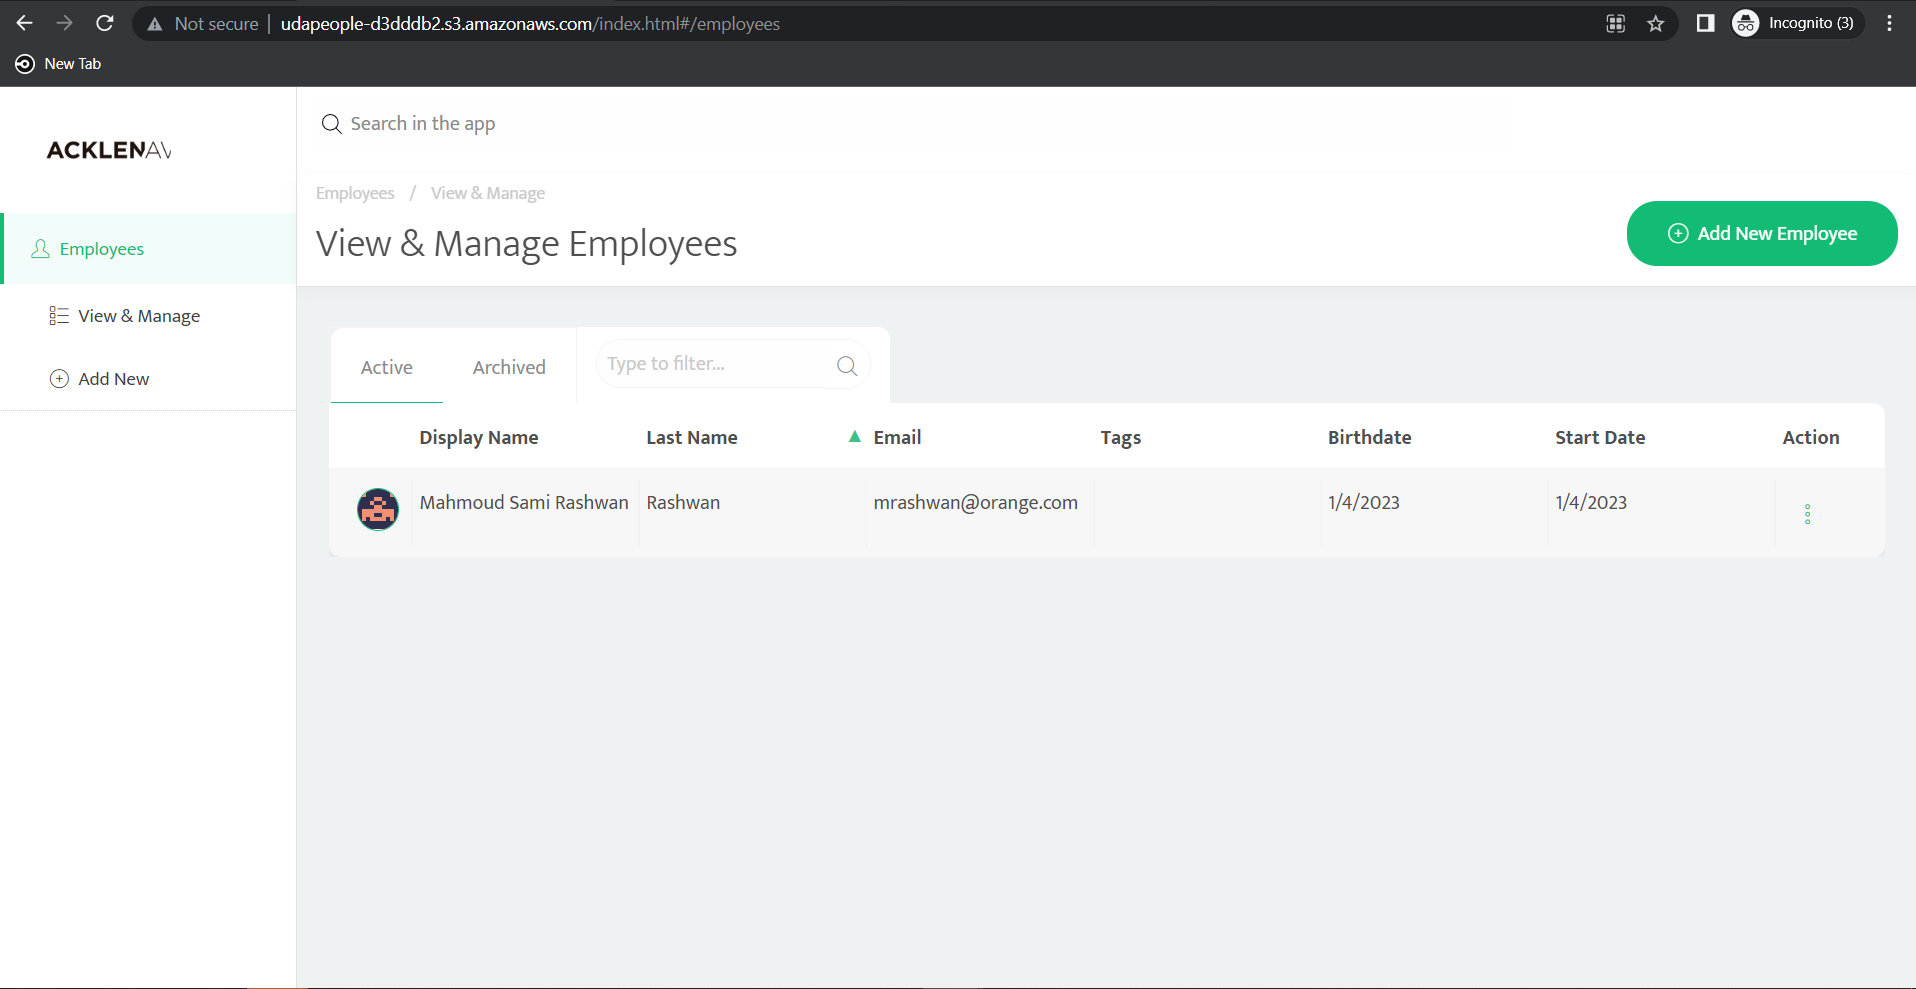 Not secure | udapeople-d3dddb2.s3.amazonaws.com/index.html#/employees
Incognito (3)
New Tab
Search in the app
ACKLENAV
Employees / View & Manage
View & Manage Employees
Add New Employee
Employees
View & Manage
Add New
Active
Archived
Type to filter...
Display Name Last Name Email Tags Birthdate Start Date Action
Mahmoud Sami Rashwan Rashwan mrashwan@orange.com 1/4/2023 1/4/2023